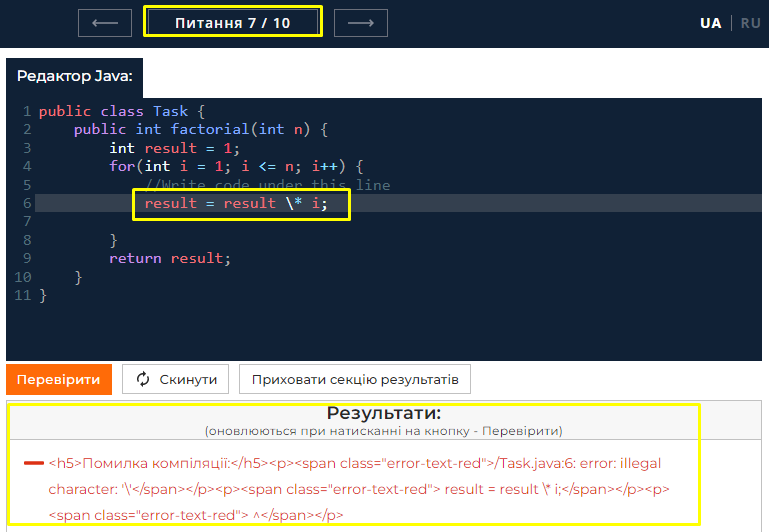 ⟵ Питання 7 / 10 ⟶ UA | RU
Редактор Java:
1 public class Task {
2 public int factorial(int n) {
3 int result = 1;
4 for(int i = 1; i <= n; i++) {
5 //Write code under this line
6 result = result \* i;
7
8 }
9 return result;
10 }
11 }
Перевірити Скинути Приховати секцію результатів
Результати:
(оновлюються при натисканні на кнопку - Перевірити)
<h5>Помилка компіляції:</h5><p><span class="error-text-red">/Task.java:6: error: illegal
character: '\'</span></p><p><span class="error-text-red"> result = result \* i;</span></p><p>
<span class="error-text-red"> ^</span></p>